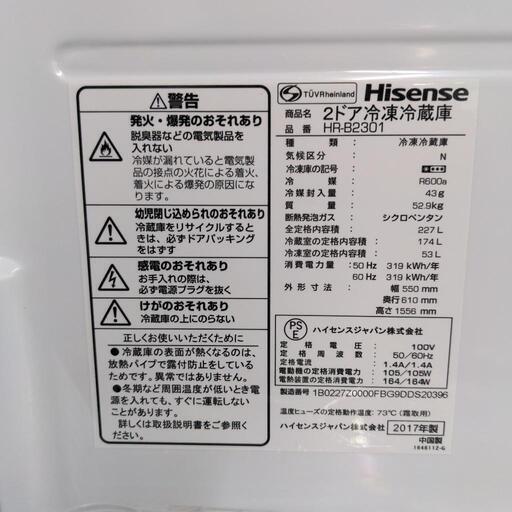 ⚠警告
発火・爆発のおそれあり
脱臭器などの電気製品を
入れない
冷媒が漏れていると電気製
品の接点の火花による着火、
着火による爆発の原因に
なります。
幼児閉じ込められのおそれあり
冷蔵庫をリサイクルすると
きは、必ずドアパッキング
をはずす
感電のおそれあり
お手入れの際は、
必ず電源プラグを抜く
けがのおそれあり
冷蔵庫の上にのらない
正しくお使いいただくために
●冷蔵庫の表面が熱くなるのは、
放熱パイプで露付防止をしている
ためです。異常ではありません。
●冬期など周囲温度が低いとき電
源を入れても、すぐに運転しない
ことがあります。
詳しくは取扱説明書をご参照く
ださい。
TÜVRheinland Hisense
商品名 2ドア冷凍冷蔵庫
品番 HR-B2301
種類 冷凍冷蔵庫
気候区分 N
冷凍庫の記号
冷媒 R600a
冷媒封入量 43g
質量 52.9kg
断熱発泡ガス シクロペンタン
全定格内容積 227L
冷蔵室の定格内容積 174L
冷凍室の定格内容積 53L
消費電力量 50Hz 319kWh/年
60Hz 319kWh/年
外形寸法 幅550mm
奥行610mm
高さ1556mm
PSE ハイセンスジャパン株式会社
定格電圧 100V
定格周波数 50/60Hz
定格電流 1.4A/1.4A
電動機の定格消費電力 105/105W
電熱装置の定格消費電力 164/164W
製造番号 1B0227Z0000FBG9DDS20396
温度ヒューズの定格動作温度: 73℃(霜取用)
ハイセンスジャパン株式会社 2017年製
中国製
1646112-G